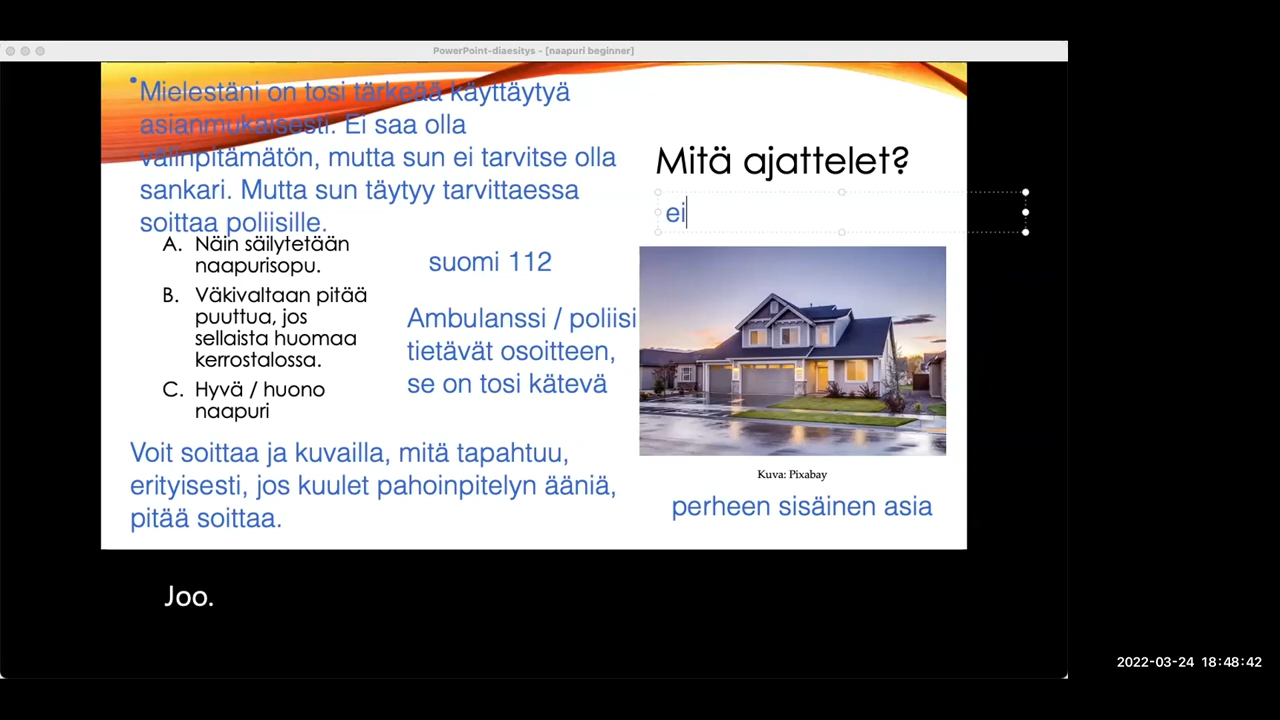 PowerPoint-diaesitys - [naapuri beginner]
Mielestäni on tosi tärkeää käyttäytyä
asianmukaisesti. Ei saa olla
välinpitämätön, mutta sun ei tarvitse olla
sankari. Mutta sun täytyy tarvittaessa
soittaa poliisille.
Mitä ajattelet?
ei
A. Näin säilytetään
naapurisopu.
B. Väkivaltaan pitää
puuttua, jos
sellaista huomaa
kerrostalossa.
C. Hyvä / huono
naapuri
suomi 112
Ambulanssi / poliisi
tietävät osoitteen,
se on tosi kätevä
Voit soittaa ja kuvailla, mitä tapahtuu,
erityisesti, jos kuulet pahoinpitelyn ääniä,
pitää soittaa.
Kuva: Pixabay
perheen sisäinen asia
Joo.
2022-03-24 18:48:42